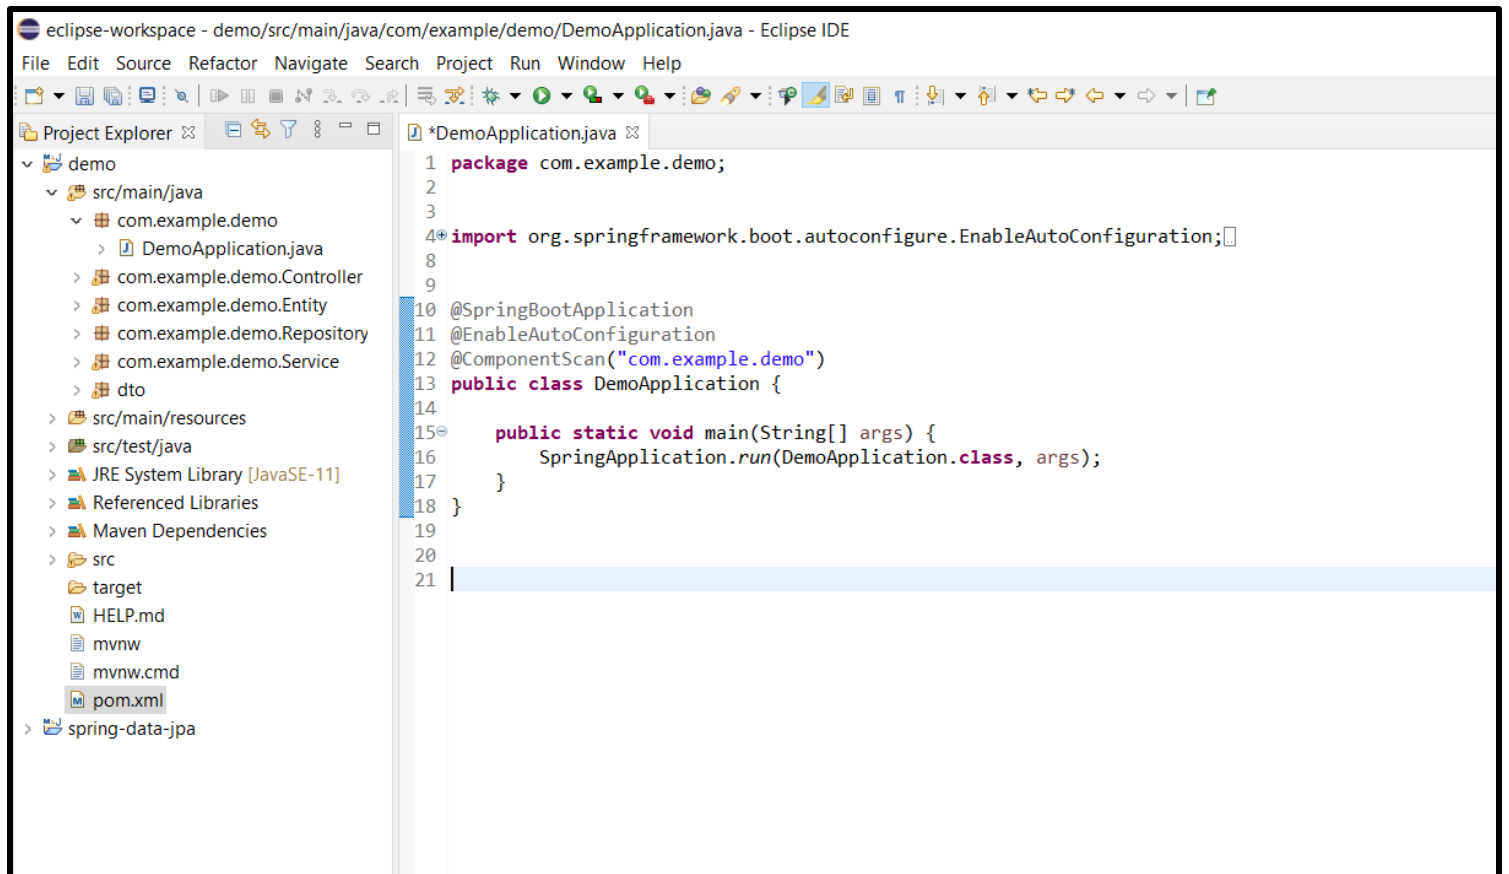 eclipse-workspace - demo/src/main/java/com/example/demo/DemoApplication.java - Eclipse IDE
File Edit Source Refactor Navigate Search Project Run Window Help
Project Explorer
demo
src/main/java
com.example.demo
DemoApplication.java
com.example.demo.Controller
com.example.demo.Entity
com.example.demo.Repository
com.example.demo.Service
dto
src/main/resources
src/test/java
JRE System Library [JavaSE-11]
Referenced Libraries
Maven Dependencies
src
target
HELP.md
mvnw
mvnw.cmd
pom.xml
spring-data-jpa
*DemoApplication.java
1 package com.example.demo;
2
3
4 import org.springframework.boot.autoconfigure.EnableAutoConfiguration;
8
9
10 @SpringBootApplication
11 @EnableAutoConfiguration
12 @ComponentScan("com.example.demo")
13 public class DemoApplication {
14
15 public static void main(String[] args) {
16 SpringApplication.run(DemoApplication.class, args);
17 }
18 }
19
20
21